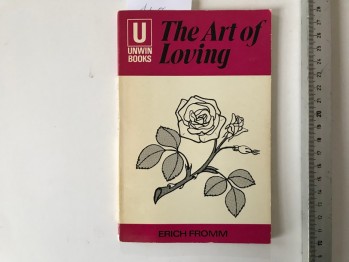 U
UNWIN
BOOKS
The Art of
Loving
ERICH FROMM